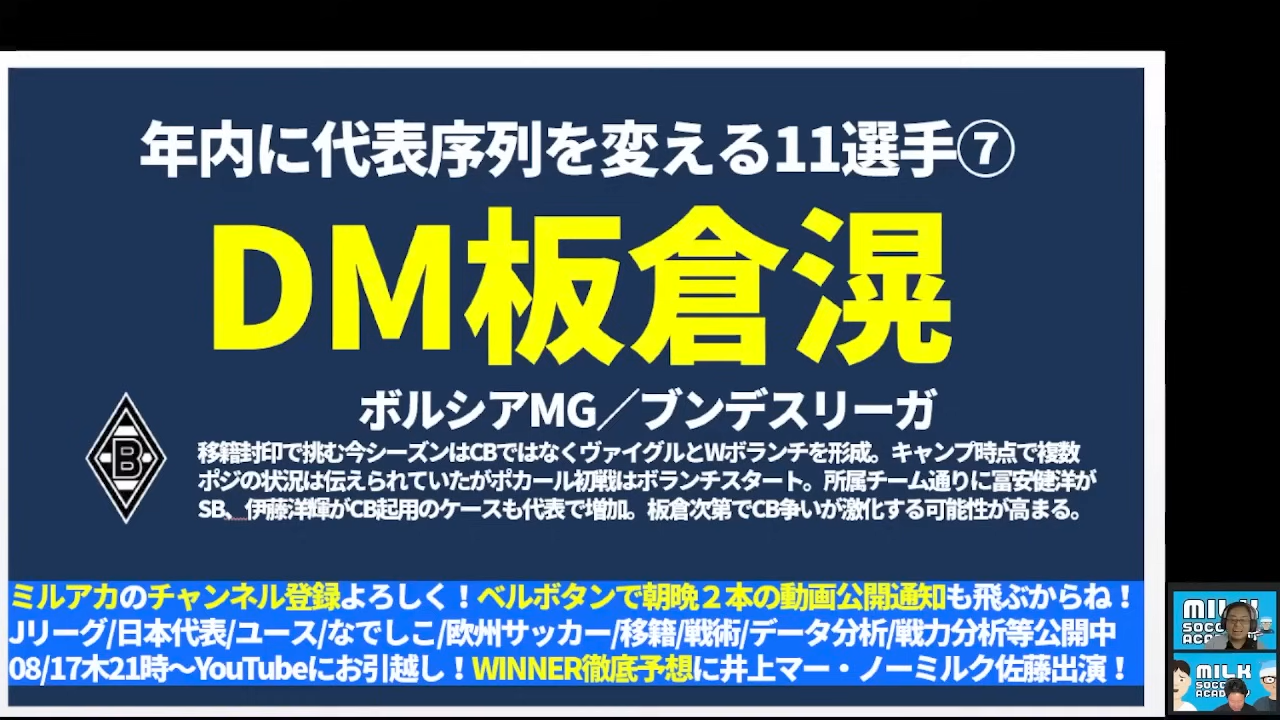 年内に代表序列を変える11選手⑦
DM板倉滉
ボルシアMG／ブンデスリーガ
移籍封印で挑む今シーズンはCBではなくヴァイグルとWボランチを形成。キャンプ時点で複数
ポジの状況は伝えられていたがポカール初戦はボランチスタート。所属チーム通りに冨安健洋が
SB、伊藤洋輝がCB起用のケースも代表で増加。板倉次第でCB争いが激化する可能性が高まる。
B
ミルアカのチャンネル登録よろしく！ベルボタンで朝晩２本の動画公開通知も飛ぶからね！
Jリーグ/日本代表/ユース/なでしこ/欧州サッカー/移籍/戦術/データ分析/戦力分析等公開中
08/17木21時〜YouTubeにお引越し！WINNER徹底予想に井上マー・ノーミルク佐藤出演！
MILK
SOCC
ACADEMY
MILK
SOCC
ACAD